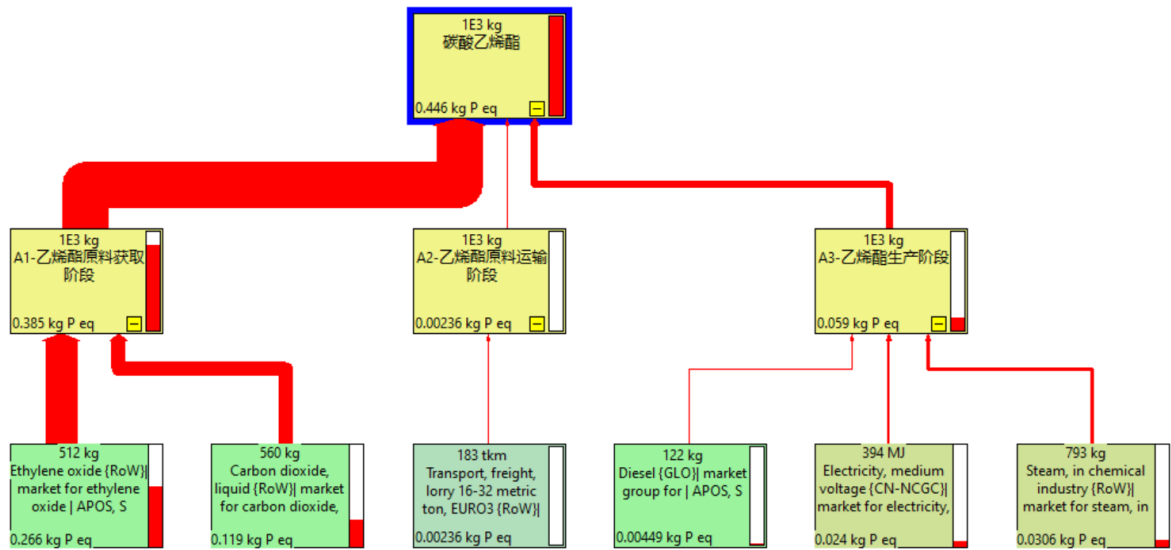 1E3 kg
碳酸乙烯酯
0.446 kg P eq
1E3 kg
A1-乙烯酯原料获取
阶段
0.385 kg P eq
1E3 kg
A2-乙烯酯原料运输
阶段
0.00236 kg P eq
1E3 kg
A3-乙烯酯生产阶段
0.059 kg P eq
512 kg
Ethylene oxide {RoW}|
market for ethylene
oxide | APOS, S
0.266 kg P eq
560 kg
Carbon dioxide,
liquid {RoW}| market
for carbon dioxide,
0.119 kg P eq
183 tkm
Transport, freight,
lorry 16-32 metric
ton, EURO3 {RoW}|
0.00236 kg P eq
122 kg
Diesel {GLO}| market
group for | APOS, S
0.00449 kg P eq
394 MJ
Electricity, medium
voltage {CN-NCGC}|
market for electricity,
0.024 kg P eq
793 kg
Steam, in chemical
industry {RoW}|
market for steam, in
0.0306 kg P eq